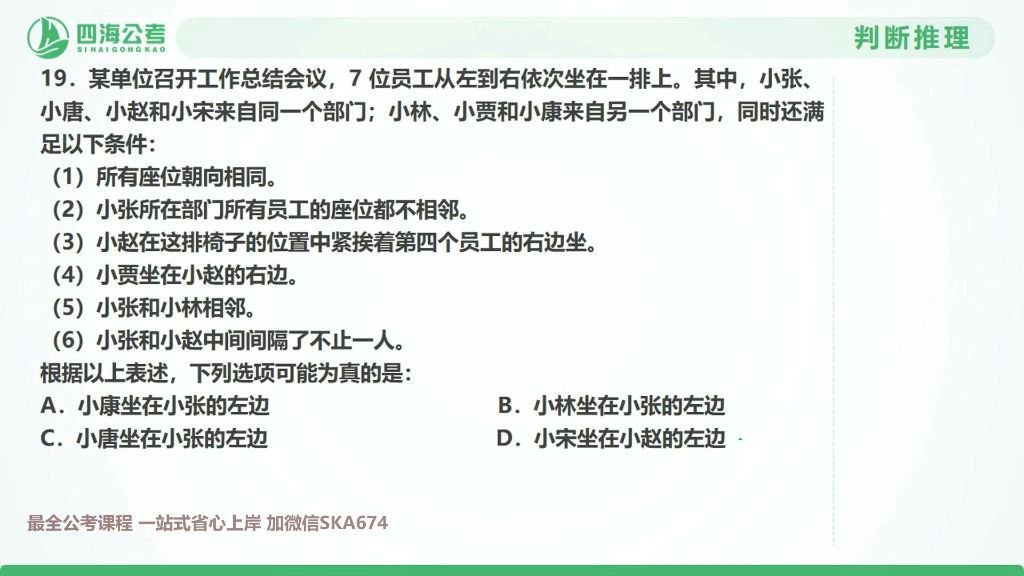 四海公考
SIHAIGONGKAO
判断推理
19. 某单位召开工作总结会议，7 位员工从左到右依次坐在一排上。其中，小张、
小唐、小赵和小宋来自同一个部门；小林、小贾和小康来自另一个部门，同时还满
足以下条件：
（1）所有座位朝向相同。
（2）小张所在部门所有员工的座位都不相邻。
（3）小赵在这排椅子的位置中紧挨着第四个员工的右边坐。
（4）小贾坐在小赵的右边。
（5）小张和小林相邻。
（6）小张和小赵中间间隔了不止一人。
根据以上表述，下列选项可能为真的是：
A. 小康坐在小张的左边 B. 小林坐在小张的左边
C. 小唐坐在小张的左边 D. 小宋坐在小赵的左边
最全公考课程 一站式省心上岸 加微信SKA674